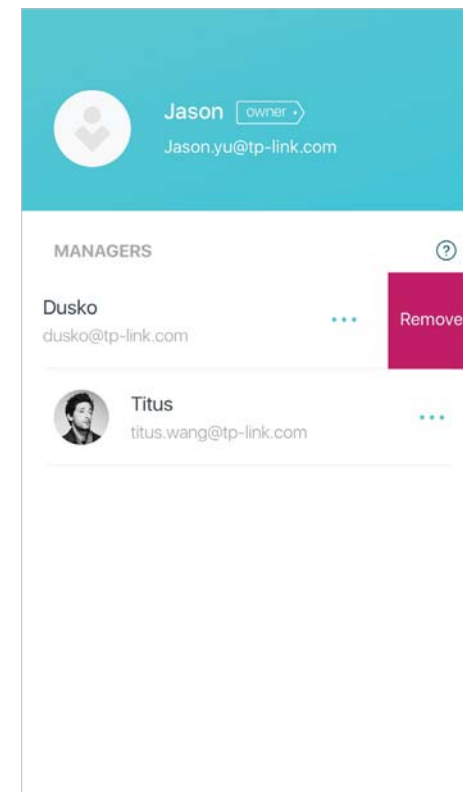 Jason owner
Jason.yu@tp-link.com
MANAGERS ?
Dusko
dusko@tp-link.com
... Remove
Titus
titus.wang@tp-link.com
...